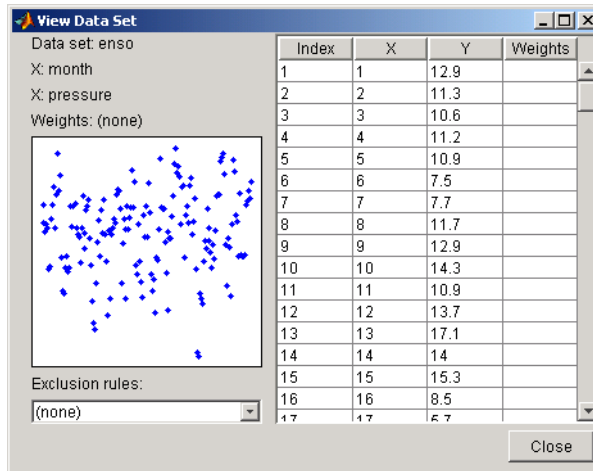 View Data Set
Data set: enso
X: month
X: pressure
Weights: (none)
Exclusion rules:
(none)
Index X Y Weights
1 1 12.9
2 2 11.3
3 3 10.6
4 4 11.2
5 5 10.9
6 6 7.5
7 7 7.7
8 8 11.7
9 9 12.9
10 10 14.3
11 11 10.9
12 12 13.7
13 13 17.1
14 14 14
15 15 15.3
16 16 8.5
17 17 5.7
Close